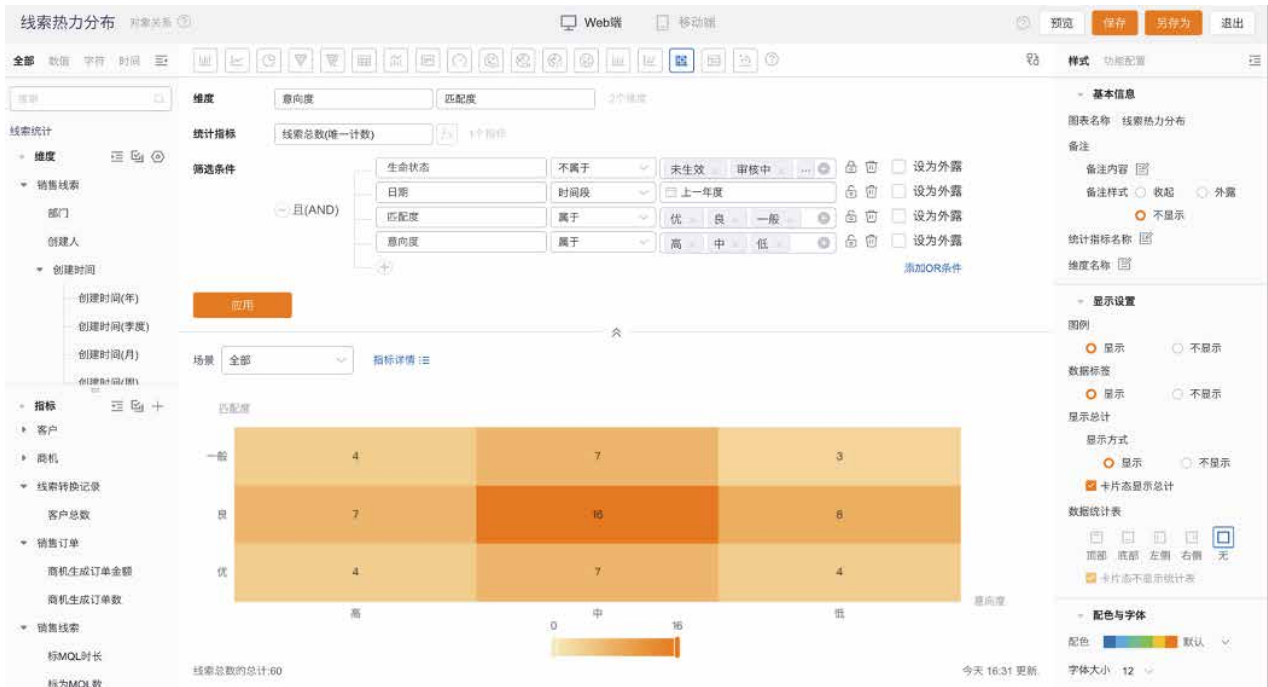 线索热力分布 对象关系
Web端 移动端
预览 保存 另存为 退出
全部 数值 字符 时间
样式 功能配置
搜索
线索统计
维度
销售线索
部门
创建人
创建时间
创建时间(年)
创建时间(季度)
创建时间(月)
创建时间(周)
指标
客户
商机
线索转换记录
客户总数
销售订单
商机生成订单金额
商机生成订单数
销售线索
标MQL时长
标为MQL数
维度 意向度 匹配度 2个维度
统计指标 线索总数(唯一计数) fx 1个指标
筛选条件
且(AND)
生命状态 不属于 未生效 审核中 ... 设为外露
日期 时间段 上一年度 设为外露
匹配度 属于 优 良 一般 设为外露
意向度 属于 高 中 低 设为外露
添加OR条件
应用
场景 全部 指标详情
匹配度
一般 4 7 3
良 7 16 8
优 4 7 4
高 中 低
意向度
0 16
线索总数的总计:60
今天 16:31 更新
基本信息
图表名称 线索热力分布
备注
备注内容
备注样式 收起 外露
不显示
统计指标名称
维度名称
显示设置
图例
显示 不显示
数据标签
显示 不显示
显示总计
显示方式
显示 不显示
卡片态显示总计
数据统计表
顶部 底部 左侧 右侧 无
卡片态不显示统计表
配色与字体
配色 默认
字体大小 12